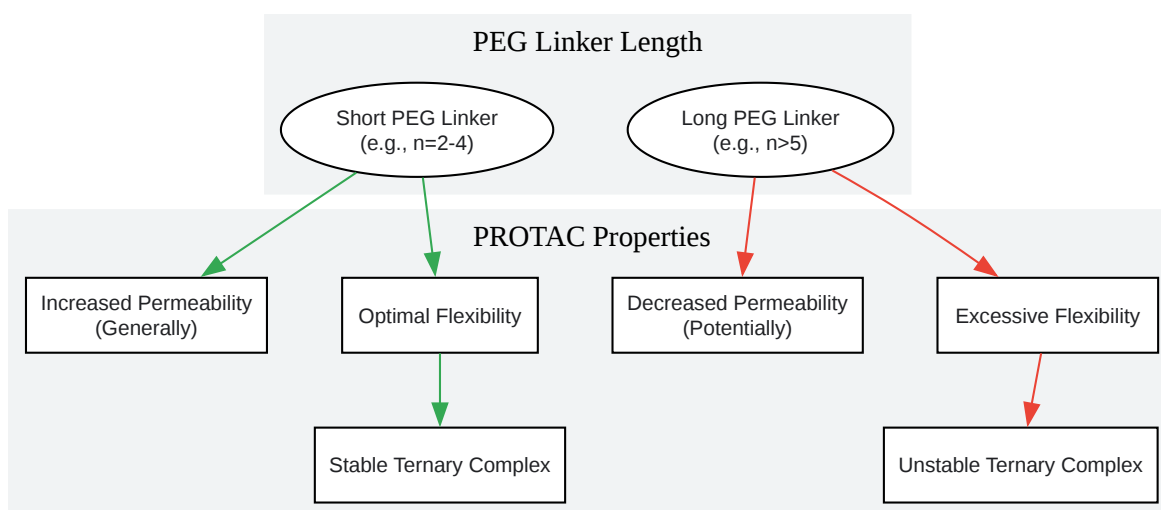 PEG Linker Length
Short PEG Linker
(e.g., n=2-4)
Long PEG Linker
(e.g., n>5)
PROTAC Properties
Increased Permeability
(Generally)
Optimal Flexibility
Decreased Permeability
(Potentially)
Excessive Flexibility
Stable Ternary Complex
Unstable Ternary Complex